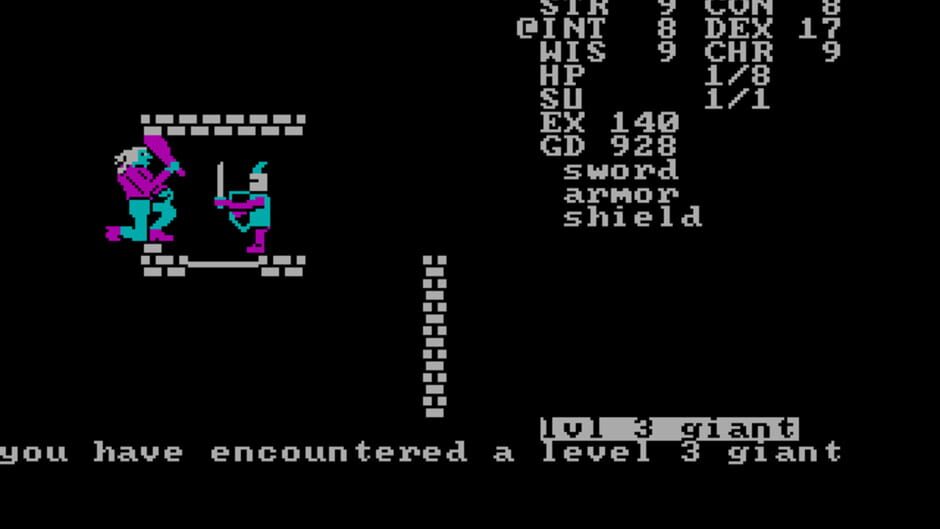 STR 9 CON 8
@INT 8 DEX 17
WIS 9 CHR 9
HP 1/8
SU 1/1
EX 140
GD 928
sword
armor
shield
lvl 3 giant
you have encountered a level 3 giant